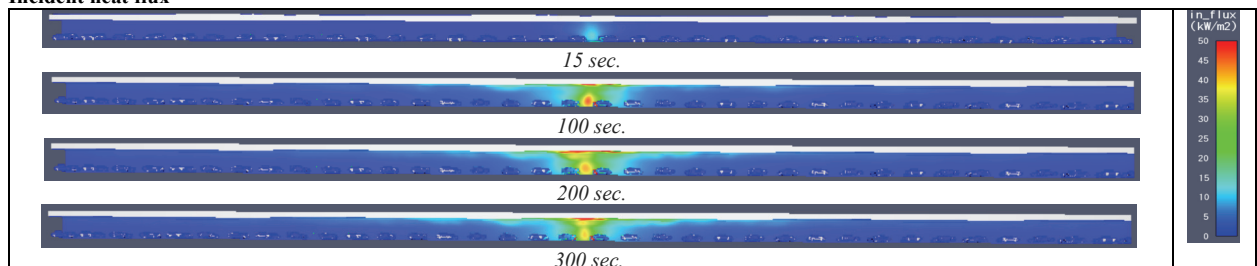 Incident heat flux
in_flux
(kW/m2)
50
45
40
35
30
25
20
15
10
5
0
15 sec.
100 sec.
200 sec.
300 sec.